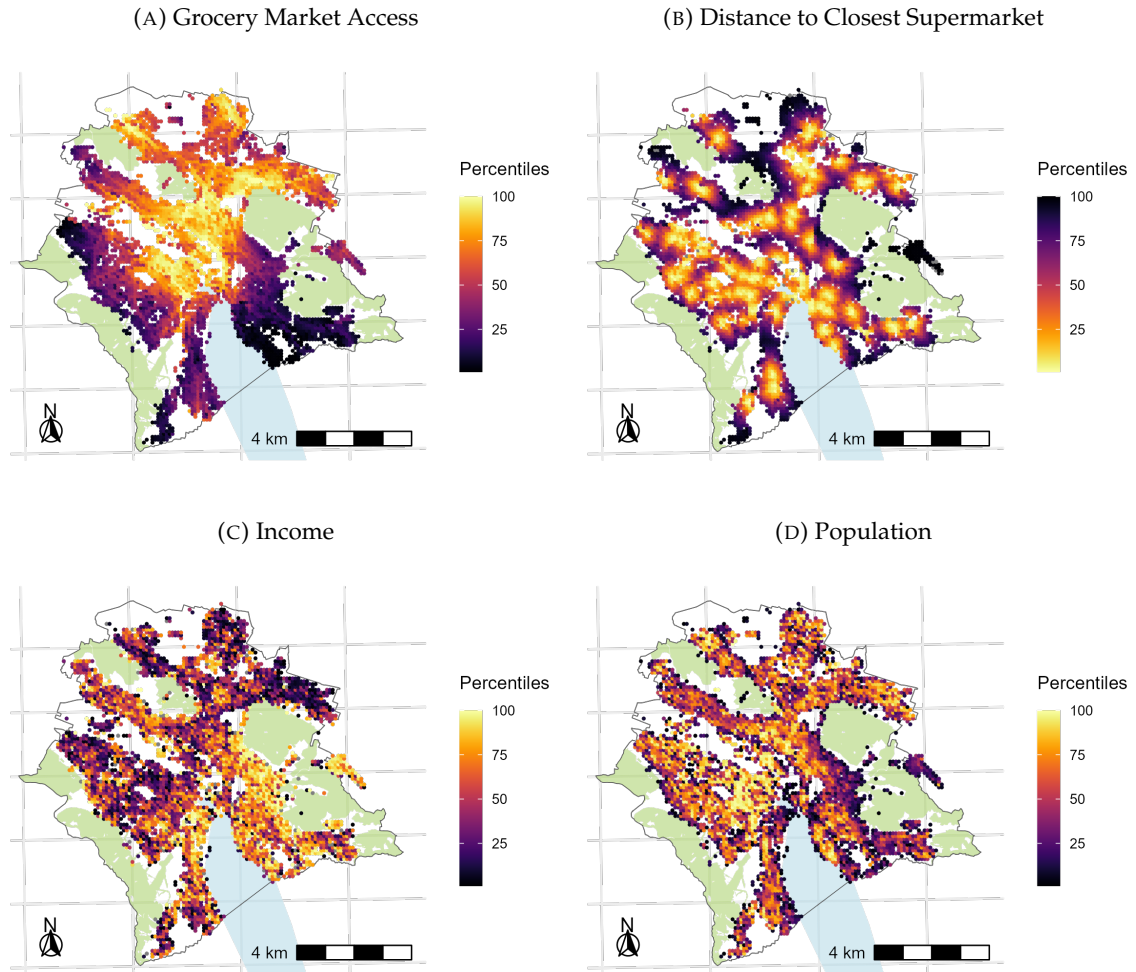 (A) Grocery Market Access
(B) Distance to Closest Supermarket
Percentiles
100
75
50
25
N
4 km
Percentiles
100
75
50
25
N
4 km
(C) Income
(D) Population
Percentiles
100
75
50
25
N
4 km
Percentiles
100
75
50
25
N
4 km